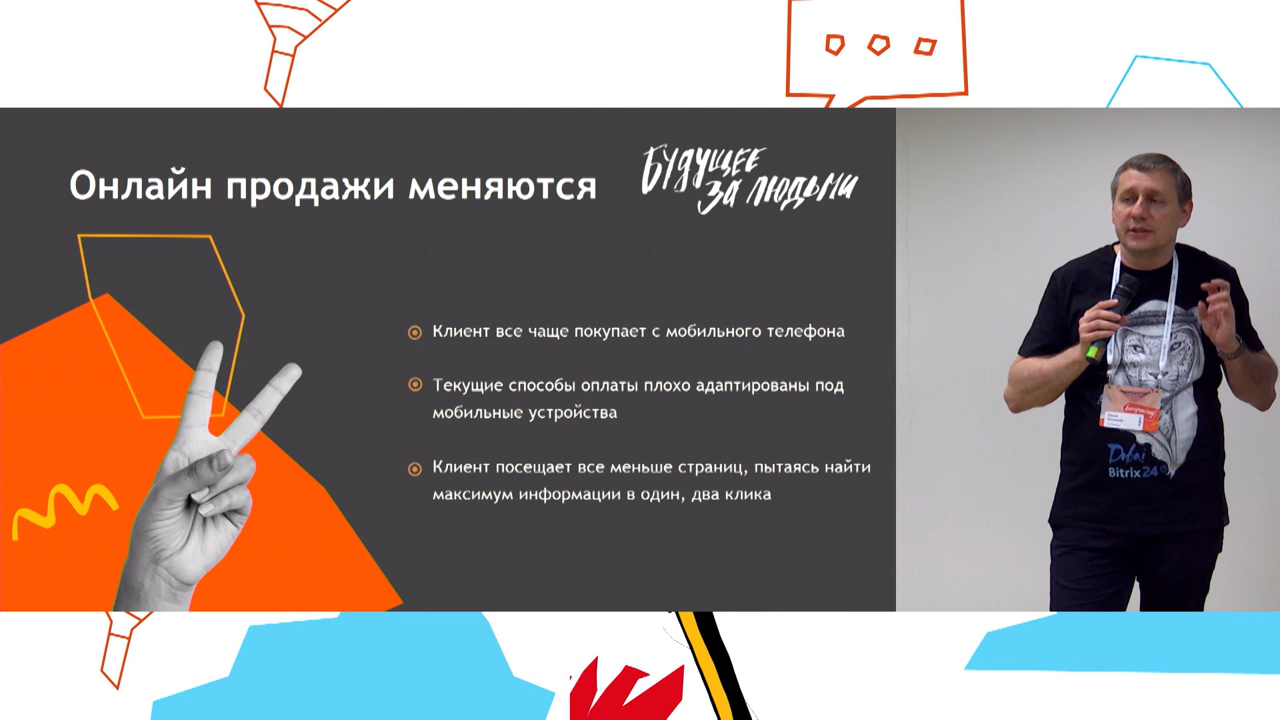 Онлайн продажи меняются
БУДУЩЕЕ
ЗА ЛЮДЬМИ
Клиент все чаще покупает с мобильного телефона
Текущие способы оплаты плохо адаптированы под
мобильные устройства
Клиент посещает все меньше страниц, пытаясь найти
максимум информации в один, два клика
Dubai
Bitrix24